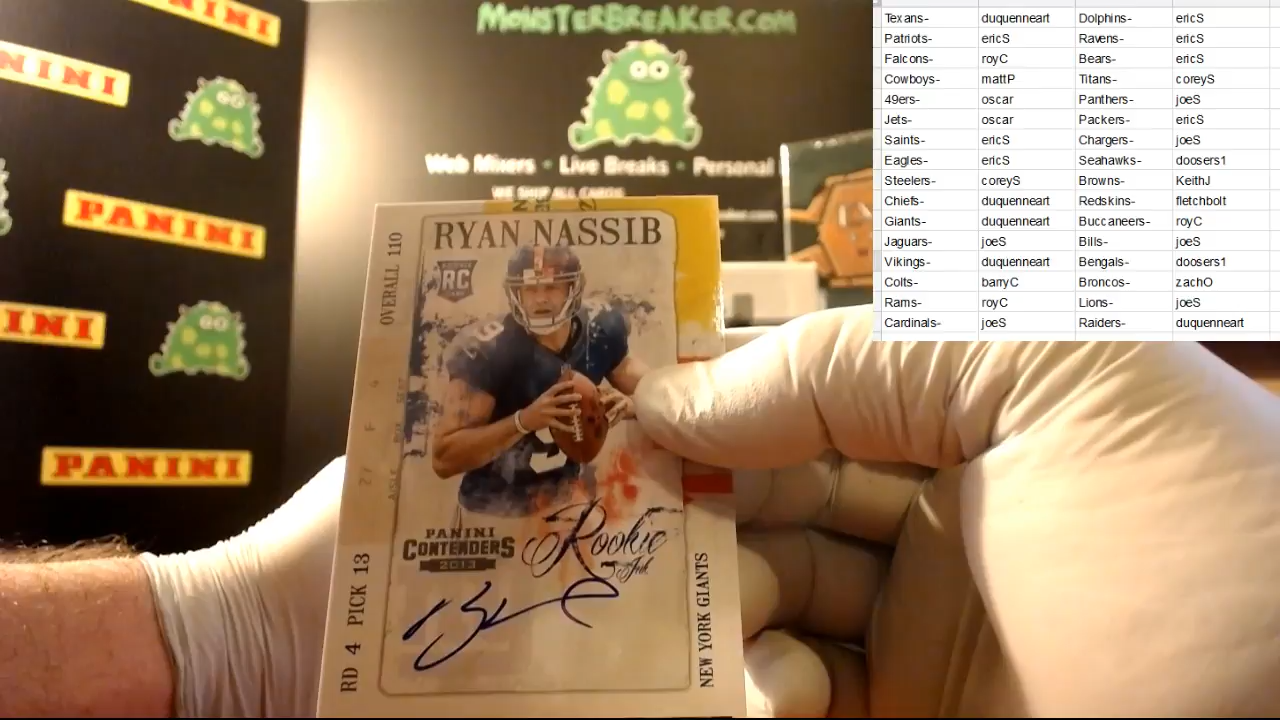 MONSTERBREAKER.COM
Web Mixers · Live Breaks · Personal
PANINI
PANINI
PANINI
RYAN NASSIB
RC
OVERALL 110
RD 4 PICK 13
PANINI
CONTENDERS
2013
Rookie
Ink
NEW YORK GIANTS
Texans- duquenneart Dolphins- ericS
Patriots- ericS Ravens- ericS
Falcons- royC Bears- ericS
Cowboys- mattP Titans- coreyS
49ers- oscar Panthers- joeS
Jets- oscar Packers- ericS
Saints- ericS Chargers- joeS
Eagles- ericS Seahawks- doosers1
Steelers- coreyS Browns- KeithJ
Chiefs- duquenneart Redskins- fletchbolt
Giants- duquenneart Buccaneers- royC
Jaguars- joeS Bills- joeS
Vikings- duquenneart Bengals- doosers1
Colts- barryC Broncos- zachO
Rams- royC Lions- joeS
Cardinals- joeS Raiders- duquenneart